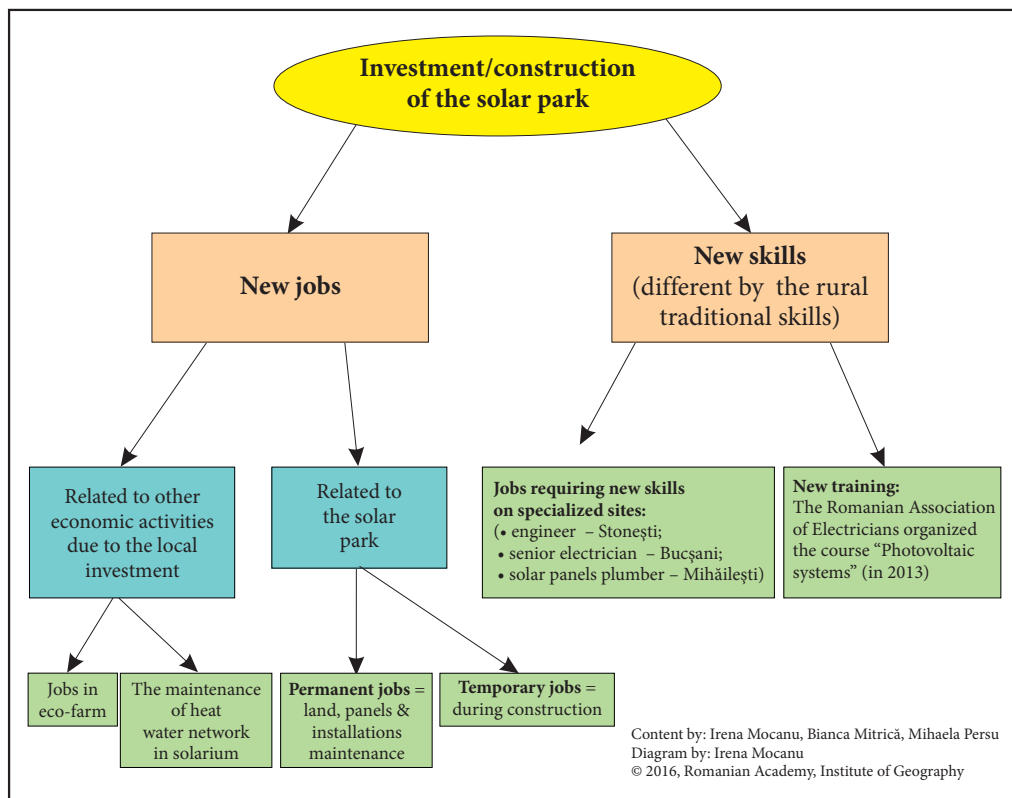 Investment/construction
of the solar park
New jobs
New skills
(different by the rural
traditional skills)
Related to other
economic activities
due to the local
investment
Related to
the solar
park
Jobs requiring new skills
on specialized sites:
(• engineer – Stonești;
• senior electrician – Bucșani;
• solar panels plumber – Mihăilești)
New training:
The Romanian Association
of Electricians organized
the course “Photovoltaic
systems” (in 2013)
Jobs in
eco-farm
The maintenance
of heat
water network
in solarium
Permanent jobs =
land, panels &
installations
maintenance
Temporary jobs =
during construction
Content by: Irena Mocanu, Bianca Mitrică, Mihaela Persu
Diagram by: Irena Mocanu
© 2016, Romanian Academy, Institute of Geography